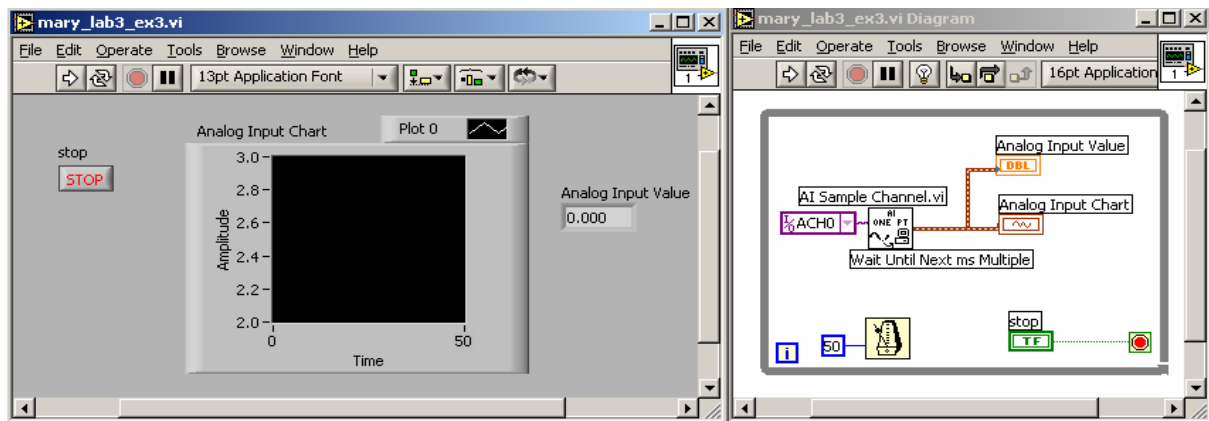 mary_lab3_ex3.vi
File Edit Operate Tools Browse Window Help
13pt Application Font
1
Analog Input Chart
Plot 0
stop
STOP
3.0
2.8
2.6
2.4
2.2
2.0
Amplitude
0
50
Time
Analog Input Value
0.000
mary_lab3_ex3.vi Diagram
File Edit Operate Tools Browse Window Help
16pt Application
1
Analog Input Value
DBL
AI Sample Channel.vi
Analog Input Chart
I/O ACH0
AI
ONE PT
Wait Until Next ms Multiple
stop
TF
i
50